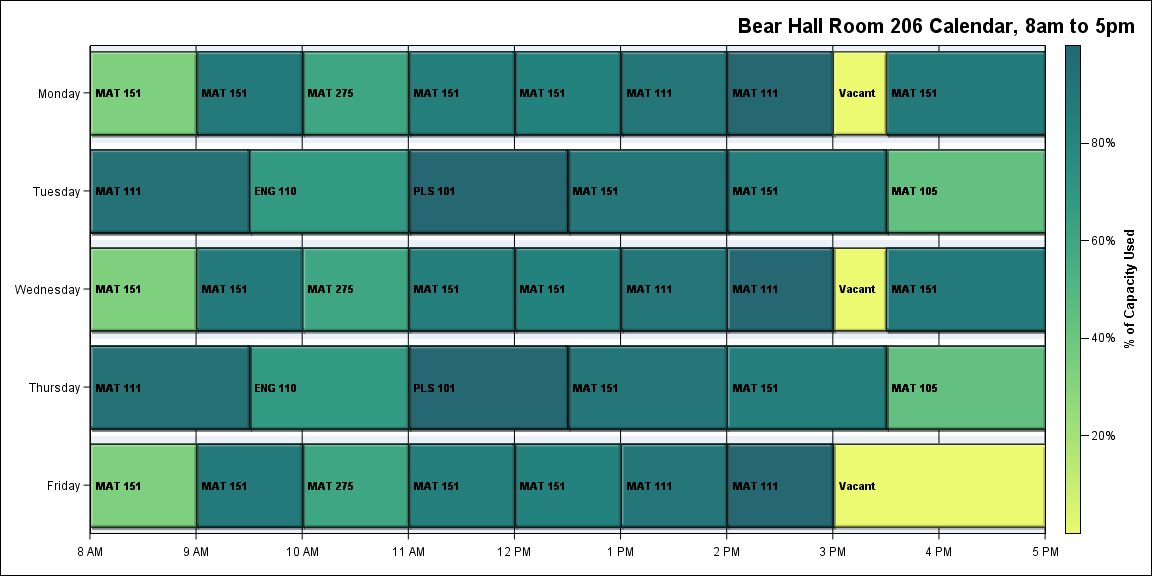 Bear Hall Room 206 Calendar, 8am to 5pm
Monday MAT 151 MAT 151 MAT 275 MAT 151 MAT 151 MAT 111 MAT 111 Vacant MAT 151
80%
Tuesday MAT 111 ENG 110 PLS 101 MAT 151 MAT 151 MAT 105
60%
Wednesday MAT 151 MAT 151 MAT 275 MAT 151 MAT 151 MAT 111 MAT 111 Vacant MAT 151
% of Capacity Used
40%
Thursday MAT 111 ENG 110 PLS 101 MAT 151 MAT 151 MAT 105
20%
Friday MAT 151 MAT 151 MAT 275 MAT 151 MAT 151 MAT 111 MAT 111 Vacant
8 AM 9 AM 10 AM 11 AM 12 PM 1 PM 2 PM 3 PM 4 PM 5 PM